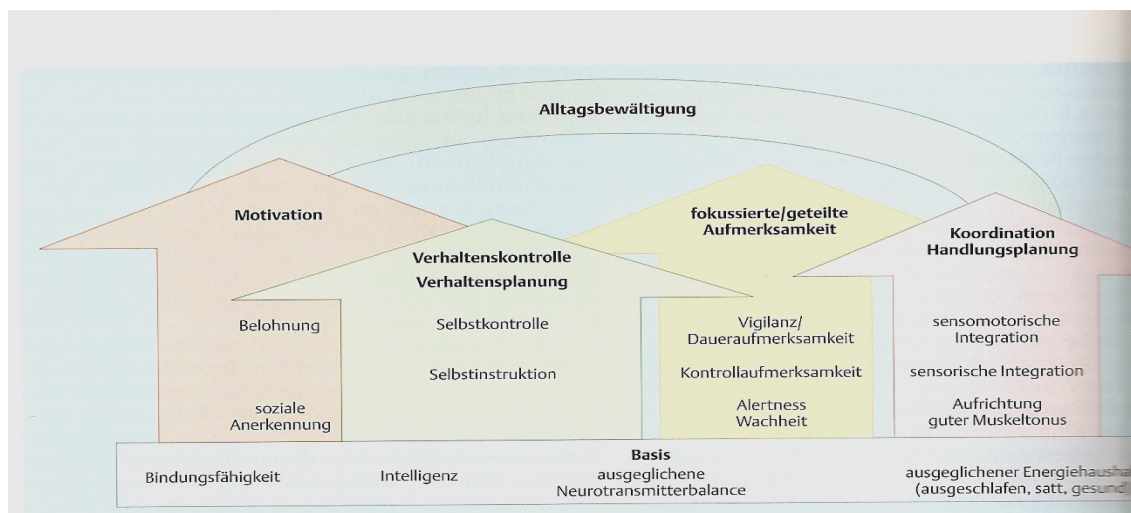 Alltagsbewältigung
Motivation
Belohnung
soziale
Anerkennung
Verhaltenskontrolle
Verhaltensplanung
Selbstkontrolle
Selbstinstruktion
fokussierte/geteilte
Aufmerksamkeit
Vigilanz/
Daueraufmerksamkeit
Kontrollaufmerksamkeit
Alertness
Wachheit
Koordination
Handlungsplanung
sensomotorische
Integration
sensorische Integration
Aufrichtung
guter Muskeltonus
Basis
Bindungsfähigkeit
Intelligenz
ausgeglichene
Neurotransmitterbalance
ausgeglichener
(ausgeschlafen, satt, gesund)